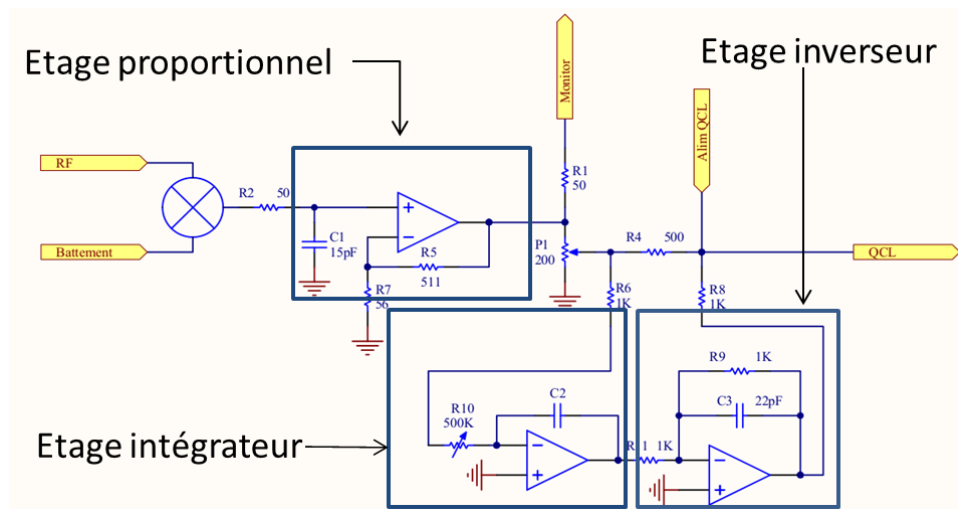 Etage proportionnel
Etage inverseur
Monitor
Alim QCL
RF
R2
50
R1
50
C1
15pF
+
−
R5
511
R7
56
Battement
P1
200
R4
500
QCL
R6
1K
R8
1K
R9
1K
C3
22pF
C2
R10
500K
Etage intégrateur
−
+
1K
−
+